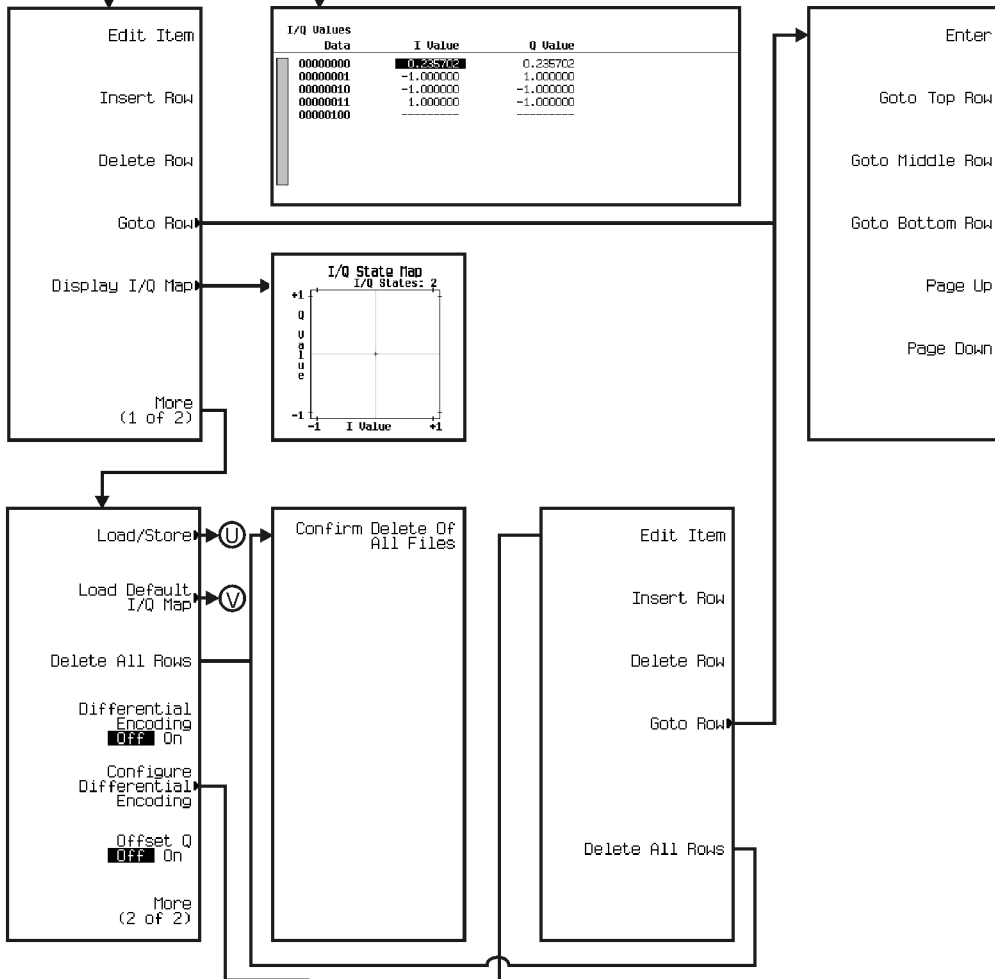 Edit Item
Insert Row
Delete Row
Goto Row
Display I/Q Map
More
(1 of 2)
I/Q Values
Data I Value Q Value
00000000 0.235702 0.235702
00000001 -1.000000 1.000000
00000010 -1.000000 -1.000000
00000011 1.000000 -1.000000
00000100 --------- ---------
I/Q State Map
I/Q States: 2
+1
Q Value
-1
-1 I Value +1
Enter
Goto Top Row
Goto Middle Row
Goto Bottom Row
Page Up
Page Down
Load/Store
U
Load Default
I/Q Map
V
Delete All Rows
Differential
Encoding
Off On
Configure
Differential
Encoding
Offset Q
Off On
More
(2 of 2)
Confirm Delete Of
All Files
Edit Item
Insert Row
Delete Row
Goto Row
Delete All Rows